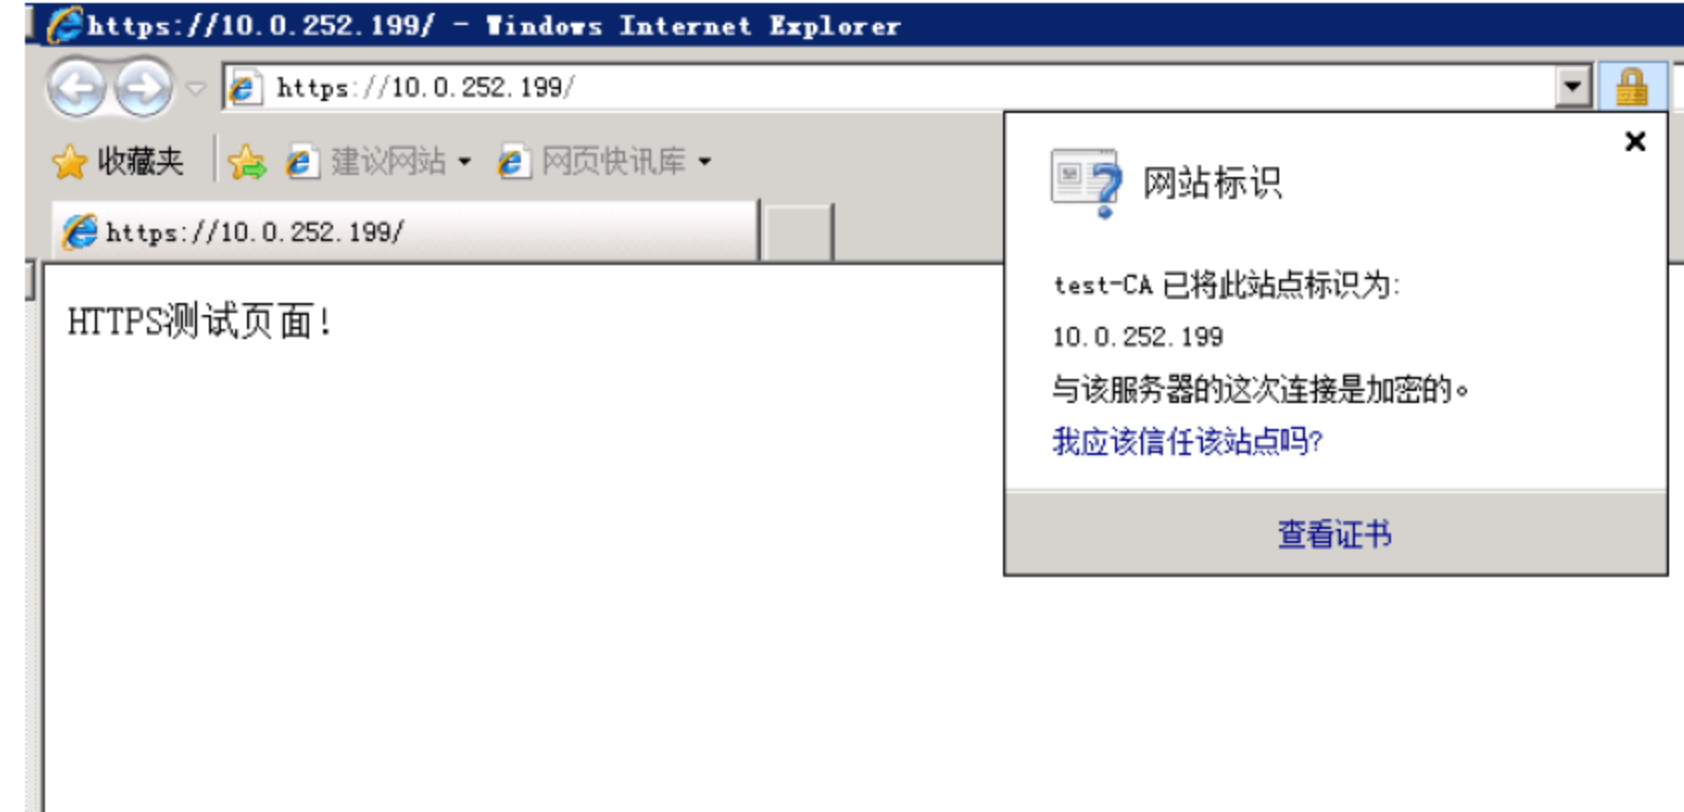 https://10.0.252.199/ - Windows Internet Explorer
https://10.0.252.199/
收藏夹 建议网站 网页快讯库
https://10.0.252.199/
HTTPS测试页面!
网站标识
test-CA 已将此站点标识为:
10.0.252.199
与该服务器的这次连接是加密的。
我应该信任该站点吗?
查看证书